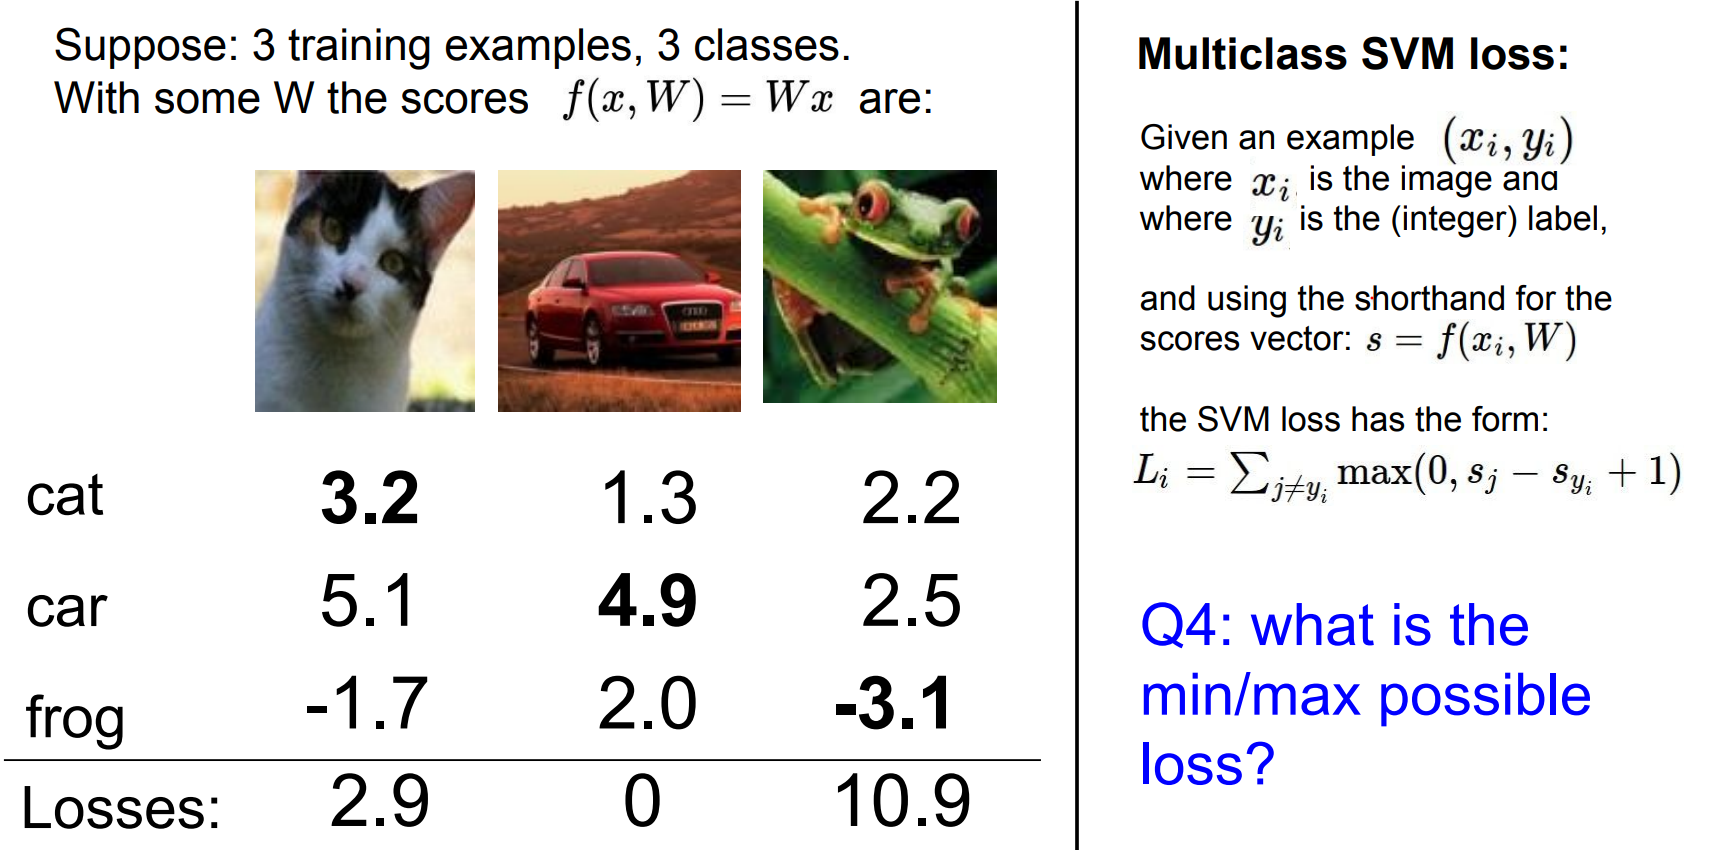 Suppose: 3 training examples, 3 classes.
With some W the scores f(x, W) = Wx are:
cat 3.2 1.3 2.2
car 5.1 4.9 2.5
frog -1.7 2.0 -3.1
Losses: 2.9 0 10.9
Multiclass SVM loss:
Given an example (x_i, y_i)
where x_i is the image and
where y_i is the (integer) label,
and using the shorthand for the
scores vector: s = f(x_i, W)
the SVM loss has the form:
L_i = ∑_{j≠y_i} max(0, s_j − s_{y_i} + 1)
Q4: what is the
min/max possible
loss?